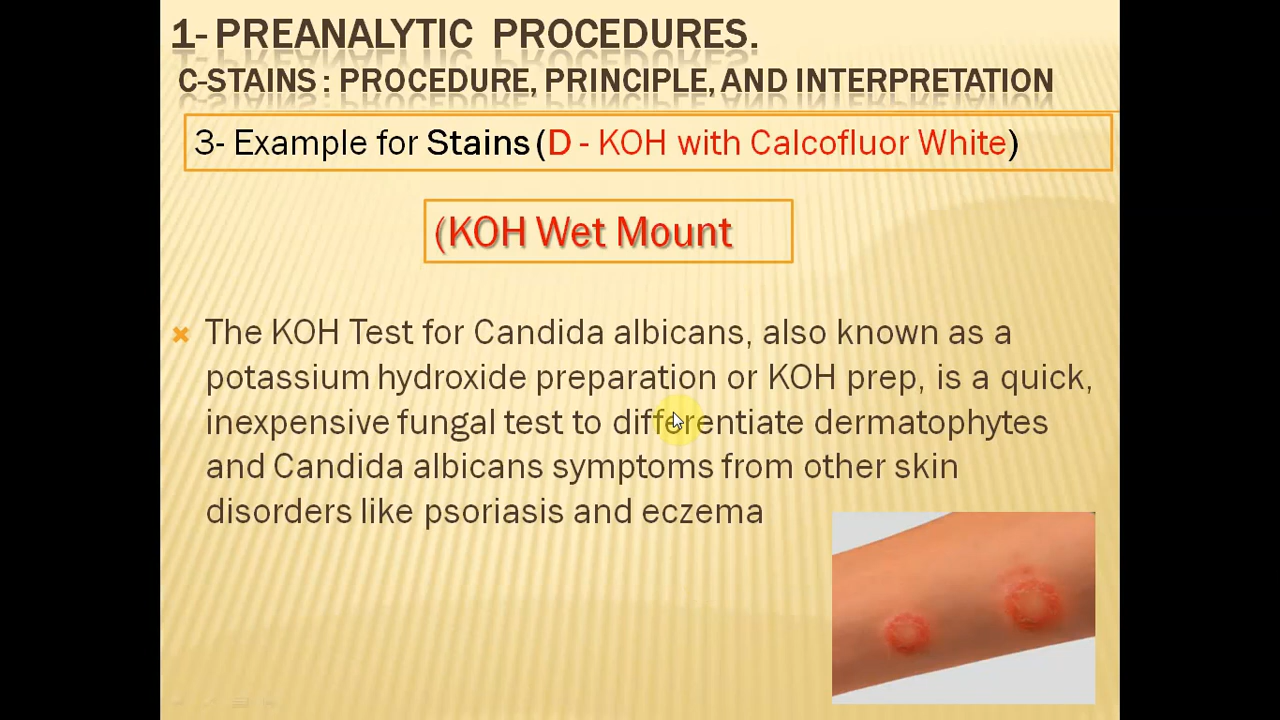 1- PREANALYTIC PROCEDURES.
C-STAINS : PROCEDURE, PRINCIPLE, AND INTERPRETATION
3- Example for Stains (D - KOH with Calcofluor White)
(KOH Wet Mount
The KOH Test for Candida albicans, also known as a
potassium hydroxide preparation or KOH prep, is a quick,
inexpensive fungal test to differentiate dermatophytes
and Candida albicans symptoms from other skin
disorders like psoriasis and eczema